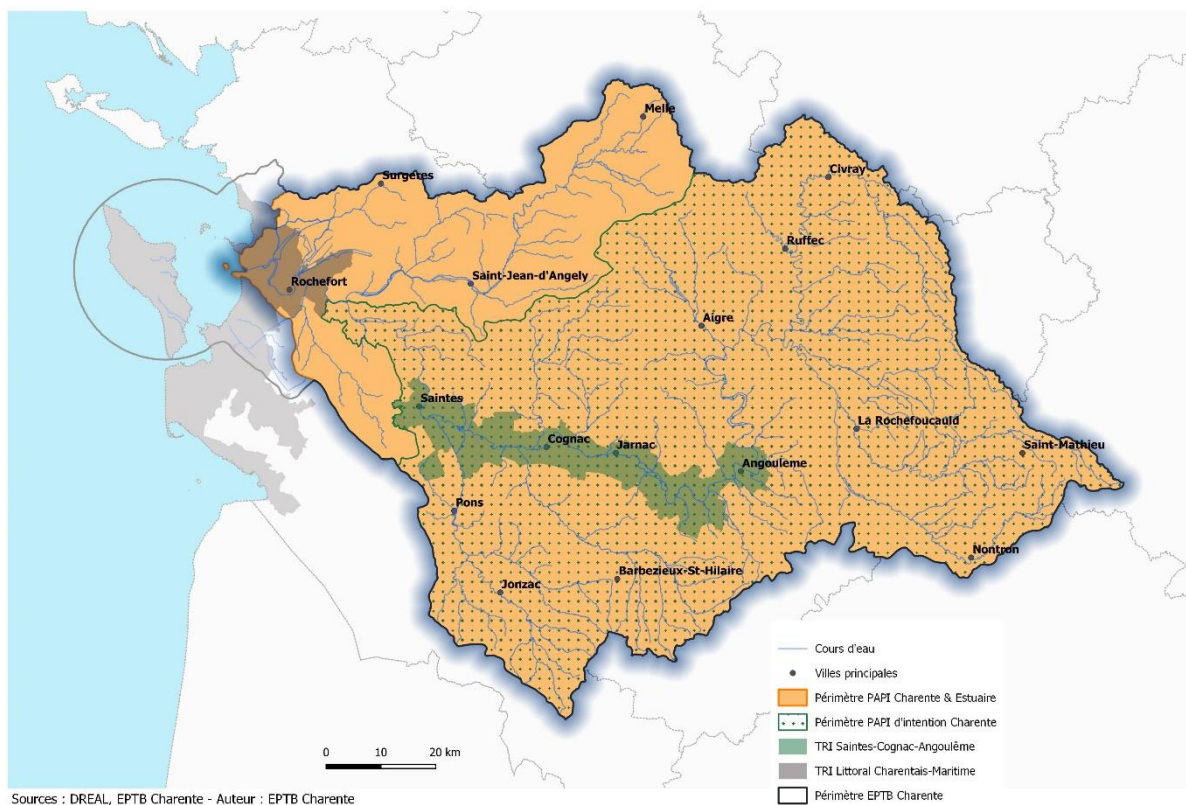 Melle
Civray
Surgères
Ruffec
Saint-Jean-d'Angely
Rochefort
Aigre
Saintes
La Rochefoucauld
Cognac
Jarnac
Saint-Mathieu
Angoulême
Pons
Nontron
Barbezieux-St-Hilaire
Jonzac
Cours d'eau
Villes principales
Périmètre PAPI Charente & Estuaire
Périmètre PAPI d'intention Charente
TRI Saintes-Cognac-Angoulême
TRI Littoral Charentais-Maritime
Périmètre EPTB Charente
0 10 20 km
Sources : DREAL, EPTB Charente - Auteur : EPTB Charente